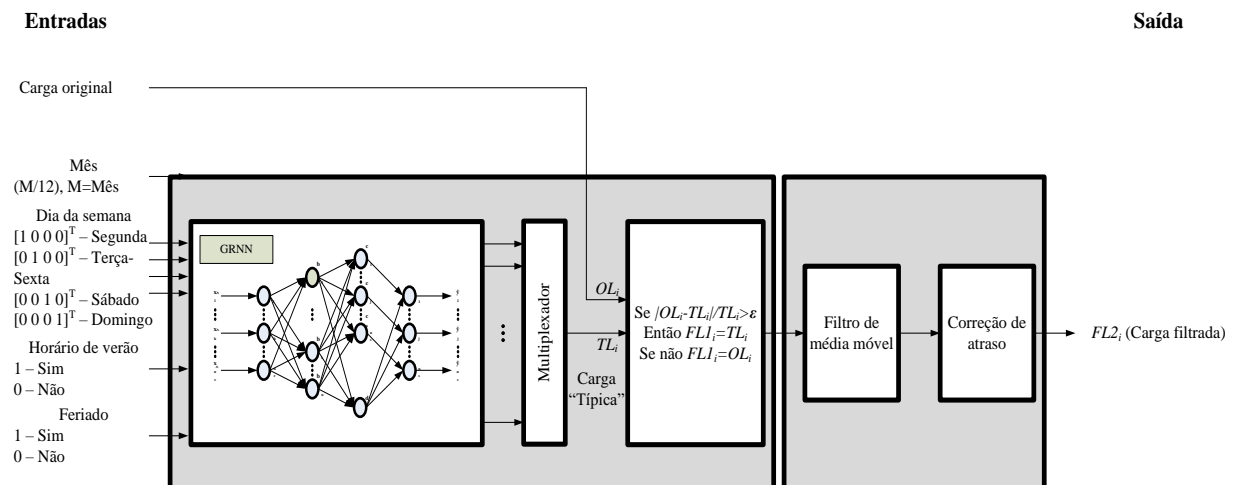 Entradas
Saída
Carga original
Mês
(M/12), M=Mês
Dia da semana
[1 0 0 0]ᵀ – Segunda
[0 1 0 0]ᵀ – Terça-
Sexta
[0 0 1 0]ᵀ – Sábado
[0 0 0 1]ᵀ – Domingo
Horário de verão
1 – Sim
0 – Não
Feriado
1 – Sim
0 – Não
GRNN
Multiplexador
OLᵢ
TLᵢ
Carga
“Típica”
Se |OLᵢ-TLᵢ|/TLᵢ>ε
Então FL1ᵢ=TLᵢ
Se não FL1ᵢ=OLᵢ
Filtro de
média móvel
Correção de
atraso
FL2ᵢ (Carga filtrada)